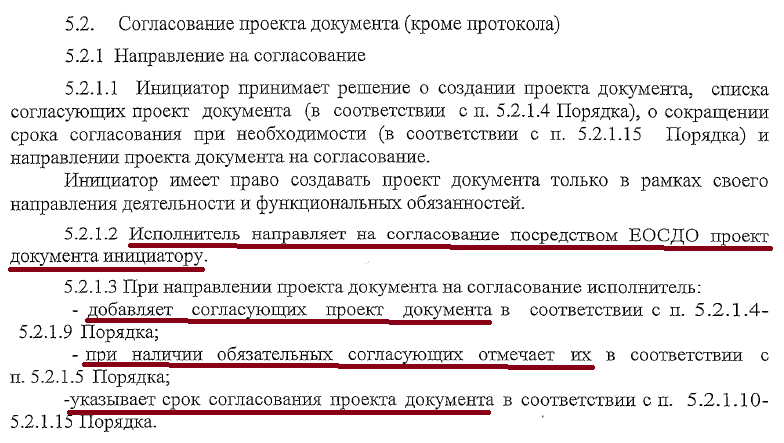 5.2. Согласование проекта документа (кроме протокола)
5.2.1 Направление на согласование
5.2.1.1 Инициатор принимает решение о создании проекта документа, списка
согласующих проект документа (в соответствии с п. 5.2.1.4 Порядка), о сокращении
срока согласования при необходимости (в соответствии с п. 5.2.1.15 Порядка) и
направлении проекта документа на согласование.
Инициатор имеет право создавать проект документа только в рамках своего
направления деятельности и функциональных обязанностей.
5.2.1.2 Исполнитель направляет на согласование посредством ЕОСДО проект
документа инициатору.
5.2.1.3 При направлении проекта документа на согласование исполнитель:
- добавляет согласующих проект документа в соответствии с п. 5.2.1.4-
5.2.1.9 Порядка;
- при наличии обязательных согласующих отмечает их в соответствии с
п. 5.2.1.5 Порядка;
-указывает срок согласования проекта документа в соответствии с п. 5.2.1.10-
5.2.1.15 Порядка.